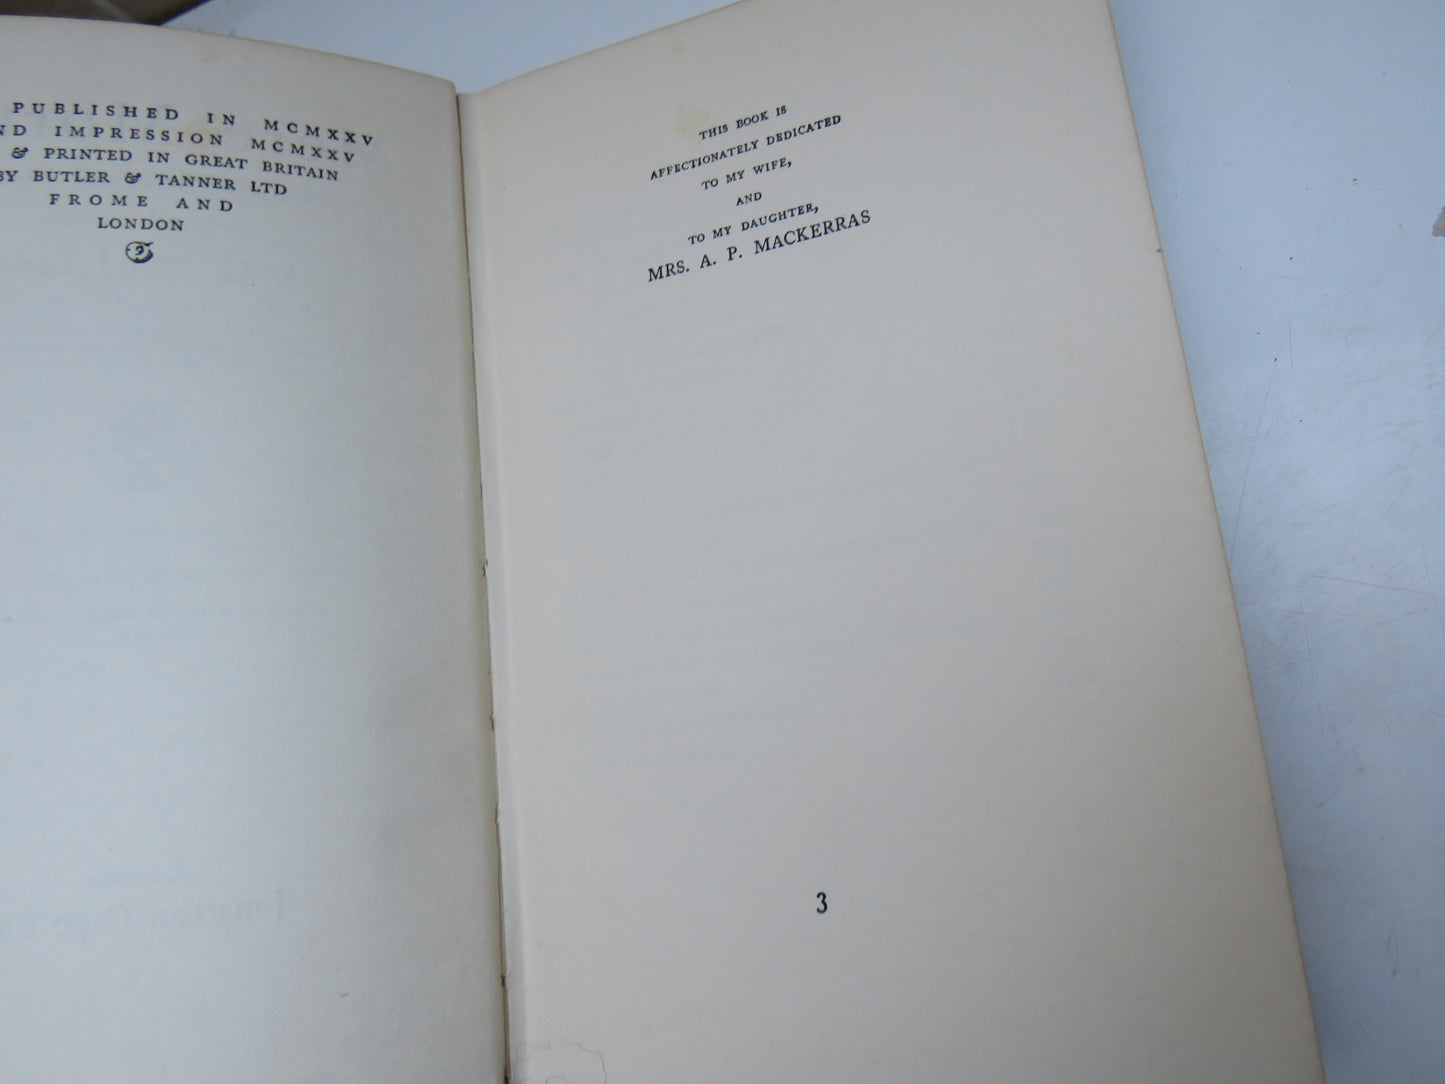 PUBLISHED IN MCMXXV
ND IMPRESSION MCMXXV
& PRINTED IN GREAT BRITAIN
BY BUTLER & TANNER LTD
FROME AND
LONDON
THIS BOOK IS
AFFECTIONATELY DEDICATED
TO MY WIFE,
AND
TO MY DAUGHTER,
MRS. A. P. MACKERRAS
3